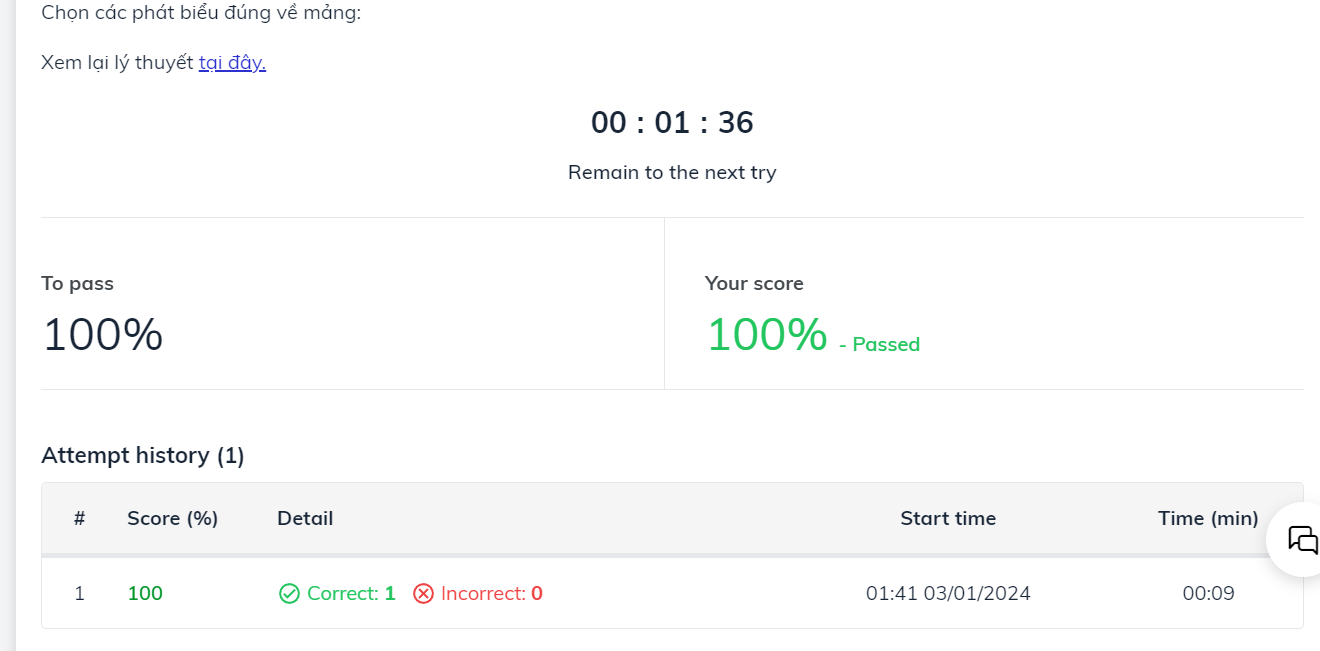 Chọn các phát biểu đúng về mảng:
Xem lại lý thuyết tại đây.
00 : 01 : 36
Remain to the next try
To pass
100%
Your score
100% - Passed
Attempt history (1)
# Score (%) Detail Start time Time (min)
1 100 Correct: 1 Incorrect: 0 01:41 03/01/2024 00:09